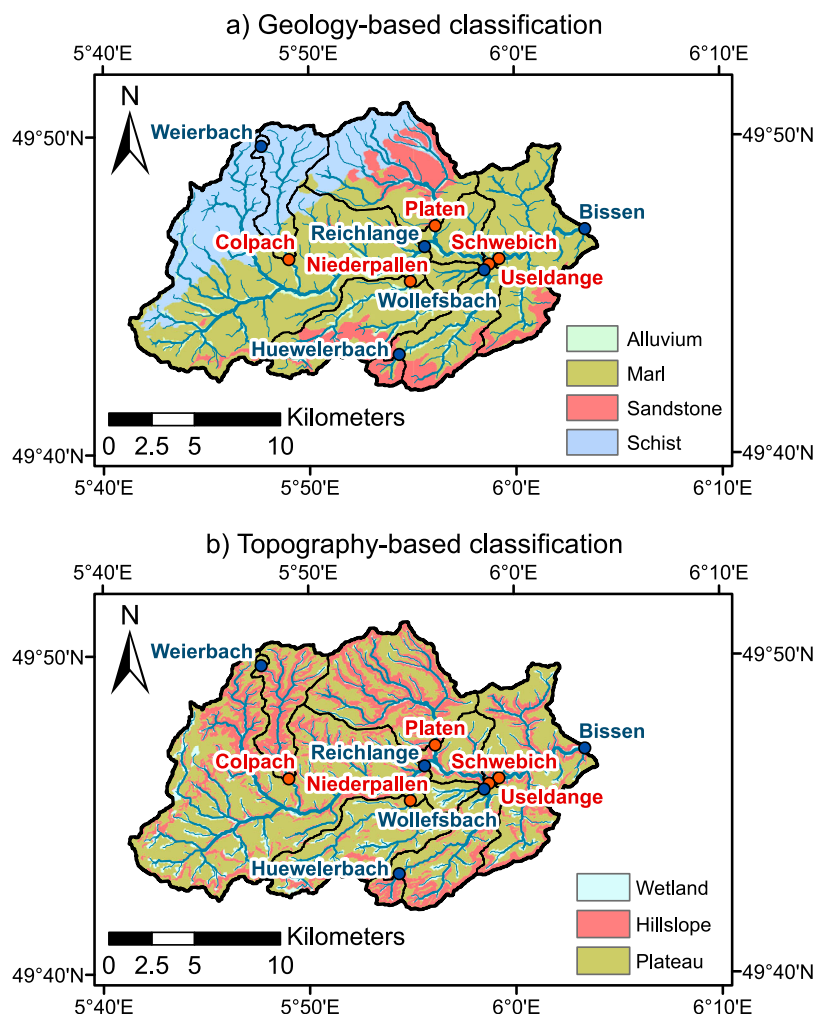 a) Geology-based classification
5°40'E 5°50'E 6°0'E 6°10'E
N
49°50'N 49°50'N
Weierbach
Platen
Bissen
Reichlange
Colpach Schwebich
Niederpallen
Useldange
Wollefsbach
Huewelerbach
Alluvium
Marl
Sandstone
Schist
Kilometers
0 2.5 5 10
49°40'N 49°40'N
5°40'E 5°50'E 6°0'E 6°10'E
b) Topography-based classification
5°40'E 5°50'E 6°0'E 6°10'E
N
49°50'N 49°50'N
Weierbach
Platen
Bissen
Reichlange
Colpach Schwebich
Niederpallen
Useldange
Wollefsbach
Huewelerbach
Wetland
Hillslope
Plateau
Kilometers
0 2.5 5 10
49°40'N 49°40'N
5°40'E 5°50'E 6°0'E 6°10'E